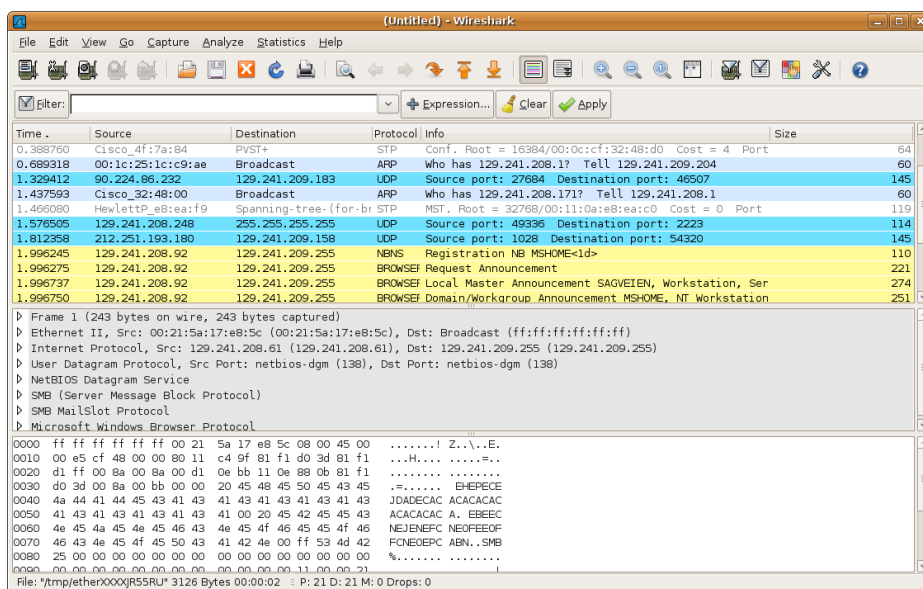 (Untitled) - Wireshark
File Edit View Go Capture Analyze Statistics Help
Filter: Expression... Clear Apply
Time . Source Destination Protocol Info Size
0.388760 Cisco_4f:7a:84 PVST+ STP Conf. Root = 16384/00:0c:cf:32:48:d0 Cost = 4 Port 64
0.689318 00:1c:25:1c:c9:ae Broadcast ARP Who has 129.241.208.1? Tell 129.241.209.204 60
1.329412 90.224.86.232 129.241.209.183 UDP Source port: 27684 Destination port: 46507 145
1.437593 Cisco_32:48:00 Broadcast ARP Who has 129.241.208.171? Tell 129.241.208.1 60
1.466080 HewlettP_e8:ea:f9 Spanning-tree-(for-br STP MST. Root = 32768/00:11:0a:e8:ea:c0 Cost = 0 Port 119
1.576505 129.241.208.248 255.255.255.255 UDP Source port: 49336 Destination port: 2223 114
1.812358 212.251.193.180 129.241.209.158 UDP Source port: 1028 Destination port: 54320 145
1.996245 129.241.208.92 129.241.209.255 NBNS Registration NB MSHOME<1d> 110
1.996275 129.241.208.92 129.241.209.255 BROWSEF Request Announcement 221
1.996737 129.241.208.92 129.241.209.255 BROWSEF Local Master Announcement SAGVEIEN, Workstation, Ser 274
1.996750 129.241.208.92 129.241.209.255 BROWSEF Domain/Workgroup Announcement MSHOME, NT Workstation 251
Frame 1 (243 bytes on wire, 243 bytes captured)
Ethernet II, Src: 00:21:5a:17:e8:5c (00:21:5a:17:e8:5c), Dst: Broadcast (ff:ff:ff:ff:ff:ff)
Internet Protocol, Src: 129.241.208.61 (129.241.208.61), Dst: 129.241.209.255 (129.241.209.255)
User Datagram Protocol, Src Port: netbios-dgm (138), Dst Port: netbios-dgm (138)
NetBIOS Datagram Service
SMB (Server Message Block Protocol)
SMB MailSlot Protocol
Microsoft Windows Browser Protocol
0000 ff ff ff ff ff ff 00 21 5a 17 e8 5c 08 00 45 00 .......! Z..\..E.
0010 00 e5 cf 48 00 00 80 11 c4 9f 81 f1 d0 3d 81 f1 ...H.... .....=..
0020 d1 ff 00 8a 00 8a 00 d1 0e bb 11 0e 88 0b 81 f1 ........ ........
0030 d0 3d 00 8a 00 bb 00 00 20 45 48 45 50 45 43 45 .=...... EHEPECE
0040 4a 44 41 44 45 43 41 43 41 43 41 43 41 43 41 43 JDADECAC ACACACAC
0050 41 43 41 43 41 43 41 43 41 00 20 45 42 45 45 43 ACACACAC A. EBEEC
0060 4e 45 4a 45 4e 45 46 43 4e 45 4f 46 45 45 4f 46 NEJENEFC NEOFEEOF
0070 46 43 4e 45 4f 45 50 43 41 42 4e 00 ff 53 4d 42 FCNEOEPC ABN..SMB
0080 25 00 00 00 00 00 00 00 00 00 00 00 00 00 00 00 %....... ........
0090 00 00 00 00 00 00 00 00 00 00 00 00 11 00 00 21
File: "/tmp/etherXXXXJR55RU" 3126 Bytes 00:00:02 P: 21 D: 21 M: 0 Drops: 0